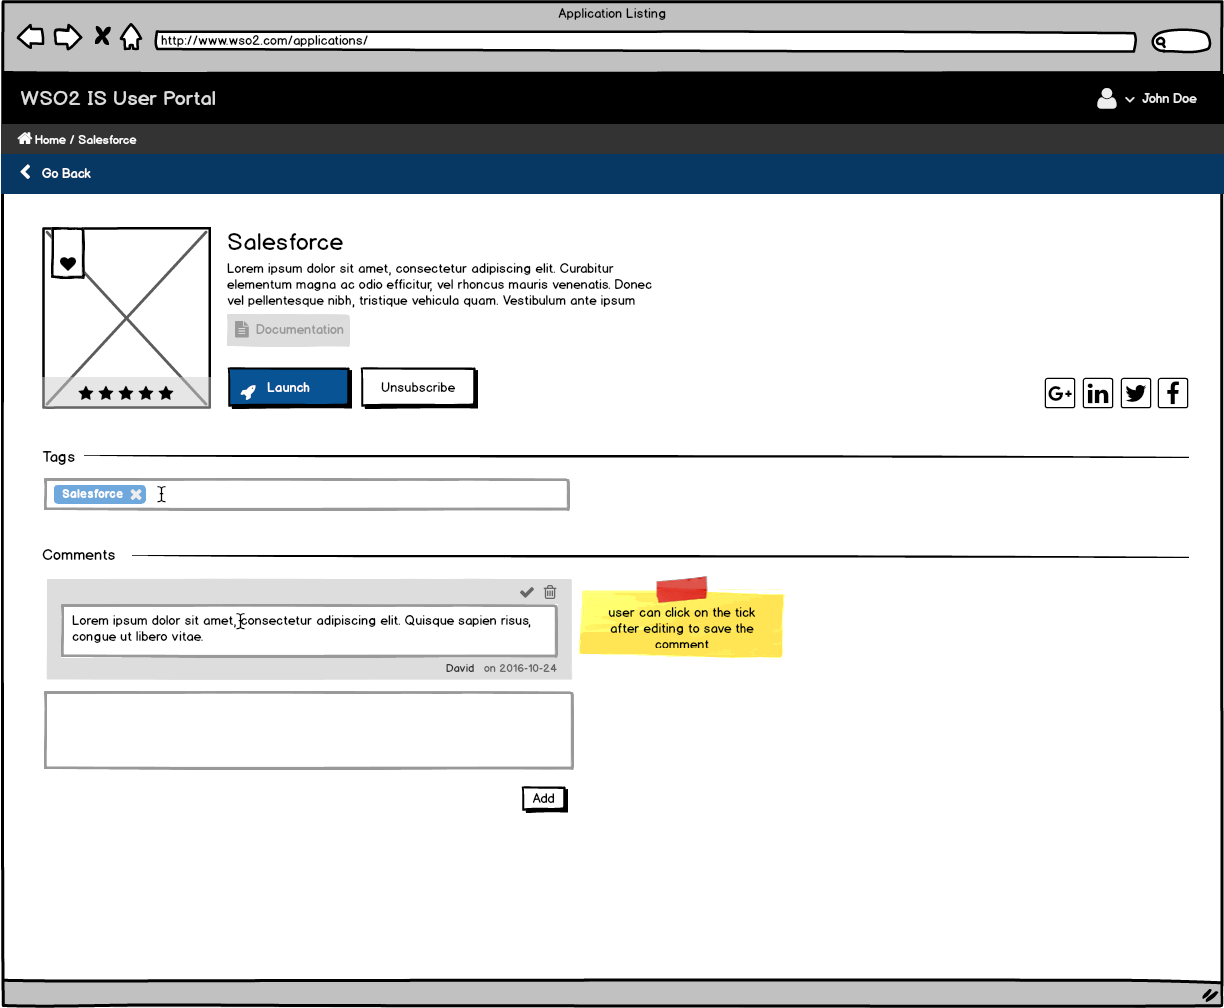 Application Listing
http://www.wso2.com/applications/
WSO2 IS User Portal
John Doe
Home / Salesforce
Go Back
Salesforce
Lorem ipsum dolor sit amet, consectetur adipiscing elit. Curabitur
elementum magna ac odio efficitur, vel rhoncus mauris venenatis. Donec
vel pellentesque nibh, tristique vehicula quam. Vestibulum ante ipsum
Documentation
Launch
Unsubscribe
G+
in
f
Tags
Salesforce
Comments
Lorem ipsum dolor sit amet, consectetur adipiscing elit. Quisque sapien risus,
congue ut libero vitae.
David on 2016-10-24
user can click on the tick
after editing to save the
comment
Add